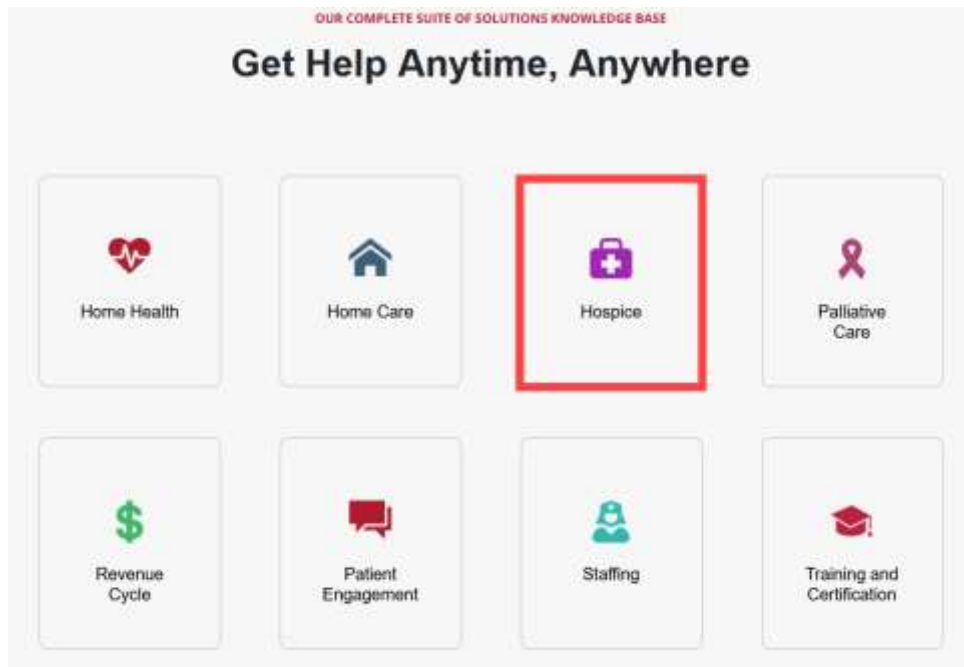 OUR COMPLETE SUITE OF SOLUTIONS KNOWLEDGE BASE
Get Help Anytime, Anywhere
Home Health
Home Care
Hospice
Palliative
Care
Revenue
Cycle
Patient
Engagement
Staffing
Training and
Certification